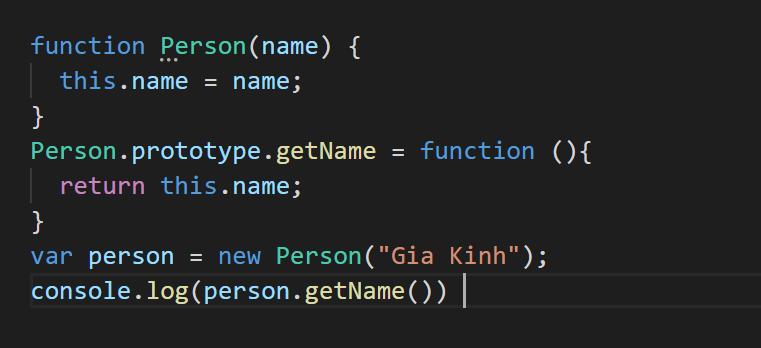 function Person(name) {
  this.name = name;
}
Person.prototype.getName = function (){
  return this.name;
}
var person = new Person("Gia Kinh");
console.log(person.getName())